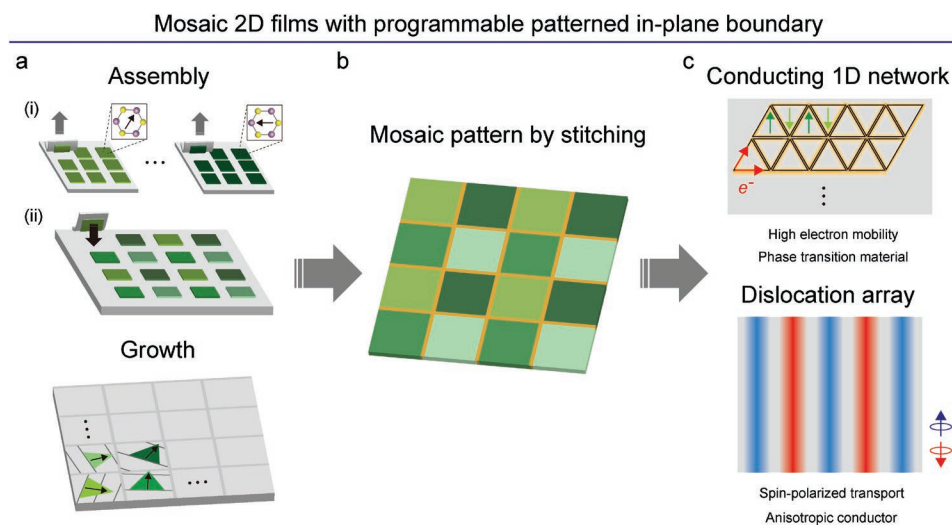 Mosaic 2D films with programmable patterned in-plane boundary
a
Assembly
(i)
(ii)
Growth
b
Mosaic pattern by stitching
c
Conducting 1D network
e-
High electron mobility
Phase transition material
Dislocation array
Spin-polarized transport
Anisotropic conductor